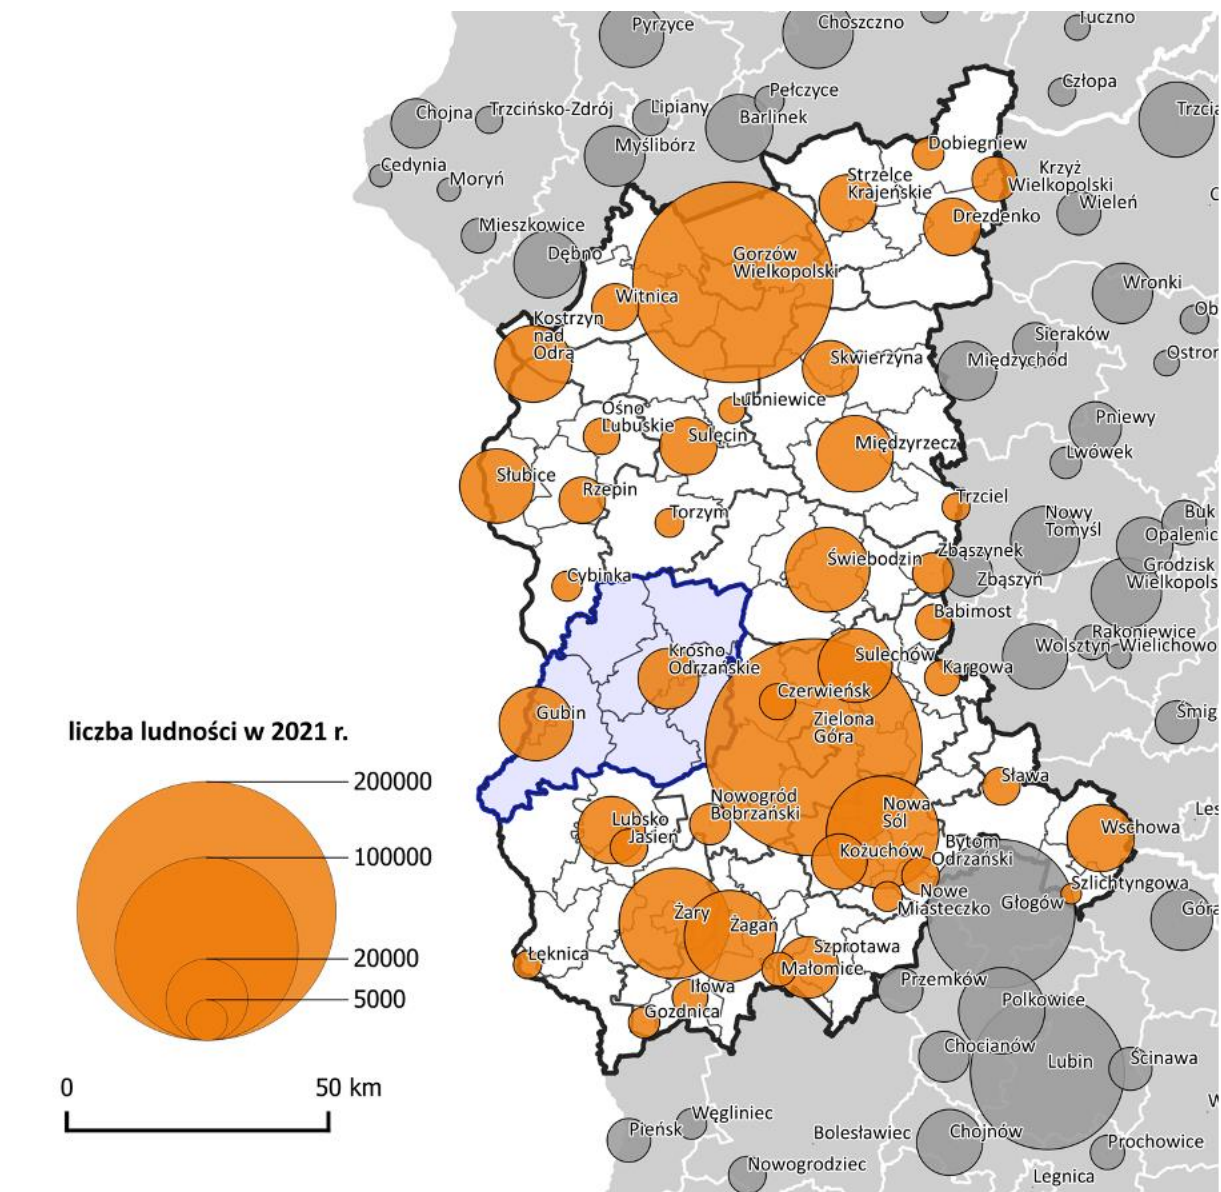 Pyrzyce
Choszczno
Tuczno
Człopa
Pełczyce
Lipiany
Barlinek
Chojna
Trzcińsko-Zdrój
Myślibórz
Cedynia
Moryń
Mieszkowice
Dębno
Dobiegniew
Strzelce
Krajeńskie
Krzyż
Wielkopolski
Wieleń
Drezdenko
Gorzów
Wielkopolski
Witnica
Wronki
Kostrzyn
nad
Odrą
Skwierzyna
Sieraków
Międzychód
Ośno
Lubuskie
Lubniewice
Sulęcin
Międzyrzecz
Pniewy
Lwówek
Słubice
Rzepin
Torzym
Trzciel
Nowy
Tomyśl
Buk
Opalenic
Świebodzin
Zbąszynek
Zbąszyń
Grodzisk
Wielkopols
Cybinka
Babimost
Rakoniewice
Wolsztyn
Wielichowo
Krosno
Odrzańskie
Sulechów
Kargowa
Czerwieńsk
Gubin
Zielona
Góra
Śmig
liczba ludności w 2021 r.
200000
100000
20000
5000
0
50 km
Sława
Nowogród
Bobrzański
Nowa
Sól
Lubsko
Jasień
Wschowa
Kożuchów
Bytom
Odrzański
Szlichtyngowa
Nowe
Miasteczko
Głogów
Góra
Żary
Żagań
Szprotawa
Małomice
Łęknica
Iłowa
Gozdnica
Przemków
Polkowice
Chocianów
Lubin
Ścinawa
Węgliniec
Pieńsk
Bolesławiec
Chojnów
Prochowice
Nowogrodziec
Legnica